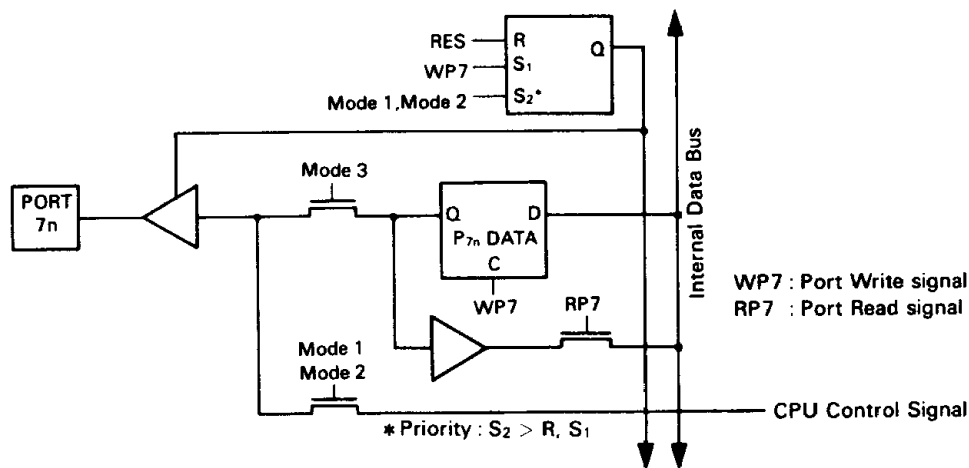 RES
R
Q
WP7
S1
Mode 1,Mode 2
S2*
Mode 3
PORT
7n
Q
D
P7n DATA
C
WP7
Internal Data Bus
WP7 : Port Write signal
RP7 : Port Read signal
RP7
Mode 1
Mode 2
CPU Control Signal
* Priority : S2 > R, S1